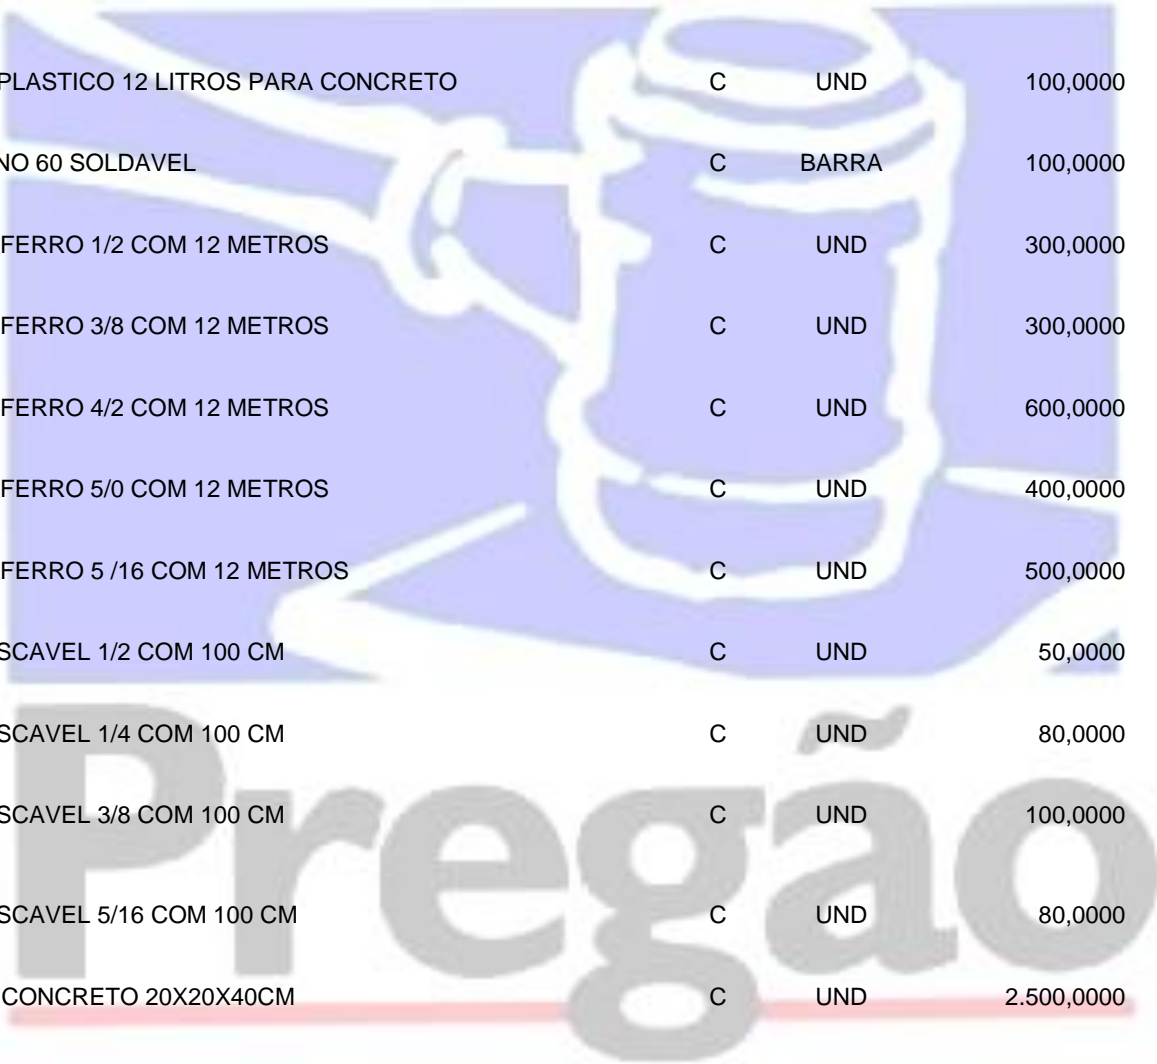 PLASTICO 12 LITROS PARA CONCRETO C UND 100,0000
NO 60 SOLDAVEL C BARRA 100,0000
FERRO 1/2 COM 12 METROS C UND 300,0000
FERRO 3/8 COM 12 METROS C UND 300,0000
FERRO 4/2 COM 12 METROS C UND 600,0000
FERRO 5/0 COM 12 METROS C UND 400,0000
FERRO 5 /16 COM 12 METROS C UND 500,0000
SCAVEL 1/2 COM 100 CM C UND 50,0000
SCAVEL 1/4 COM 100 CM C UND 80,0000
SCAVEL 3/8 COM 100 CM C UND 100,0000
SCAVEL 5/16 COM 100 CM C UND 80,0000
CONCRETO 20X20X40CM C UND 2.500,0000
Pregão